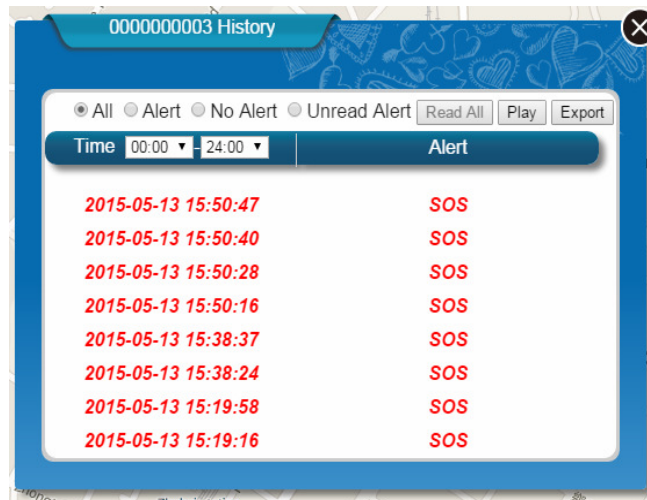 0000000003 History
All Alert No Alert Unread Alert Read All Play Export
Time 00:00 - 24:00 Alert
2015-05-13 15:50:47 SOS
2015-05-13 15:50:40 SOS
2015-05-13 15:50:28 SOS
2015-05-13 15:50:16 SOS
2015-05-13 15:38:37 SOS
2015-05-13 15:38:24 SOS
2015-05-13 15:19:58 SOS
2015-05-13 15:19:16 SOS